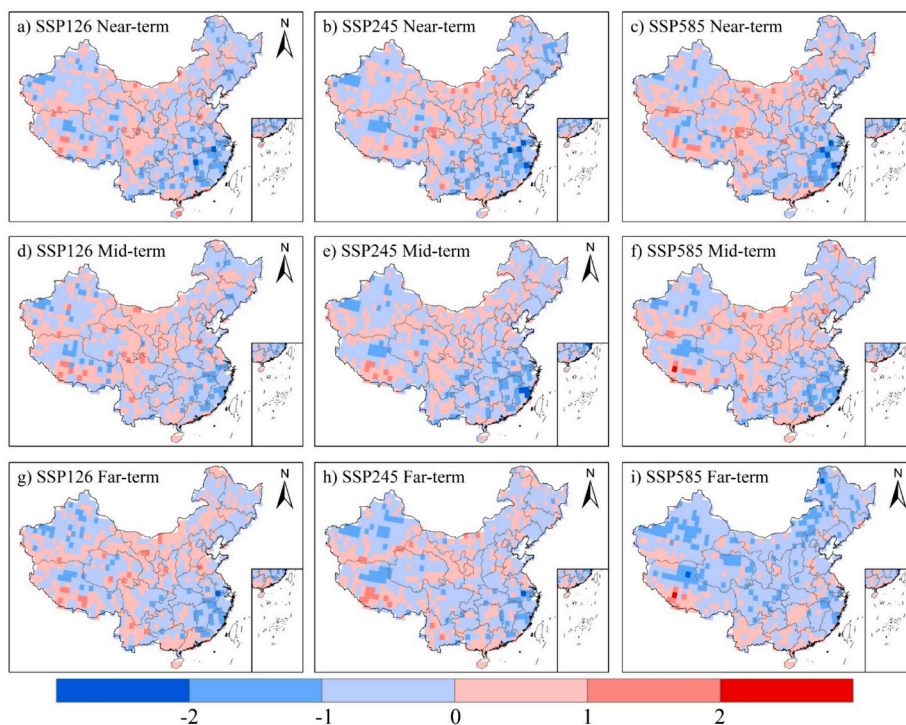 a) SSP126 Near-term
N
b) SSP245 Near-term
N
c) SSP585 Near-term
N
d) SSP126 Mid-term
N
e) SSP245 Mid-term
N
f) SSP585 Mid-term
N
g) SSP126 Far-term
N
h) SSP245 Far-term
N
i) SSP585 Far-term
N
-2 -1 0 1 2